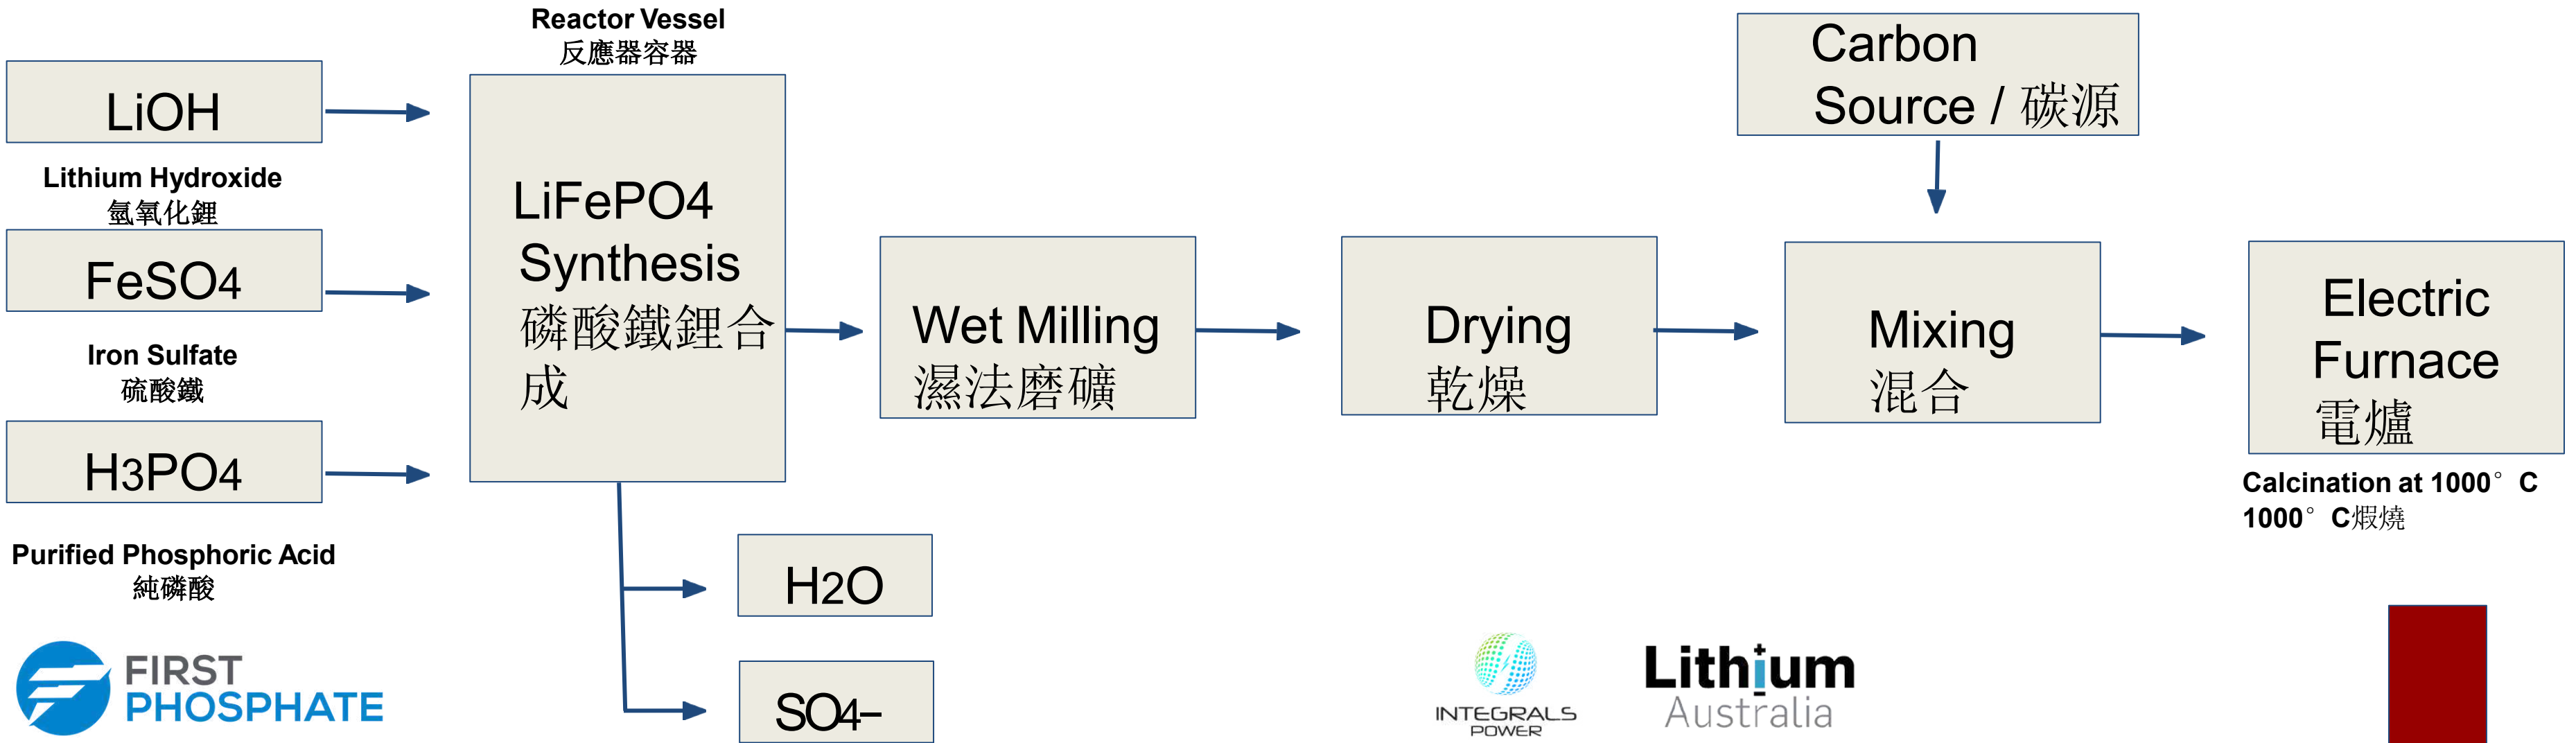 Reactor Vessel
反應器容器
LiOH
Lithium Hydroxide
氫氧化鋰
FeSO4
Iron Sulfate
硫酸鐵
H3PO4
Purified Phosphoric Acid
純磷酸
LiFePO4
Synthesis
磷酸鐵鋰合
成
H2O
SO4–
Wet Milling
濕法磨礦
Drying
乾燥
Carbon
Source / 碳源
Mixing
混合
Electric
Furnace
電爐
Calcination at 1000° C
1000° C煆燒
FIRST
PHOSPHATE
INTEGRALS
POWER
Lithium
Australia